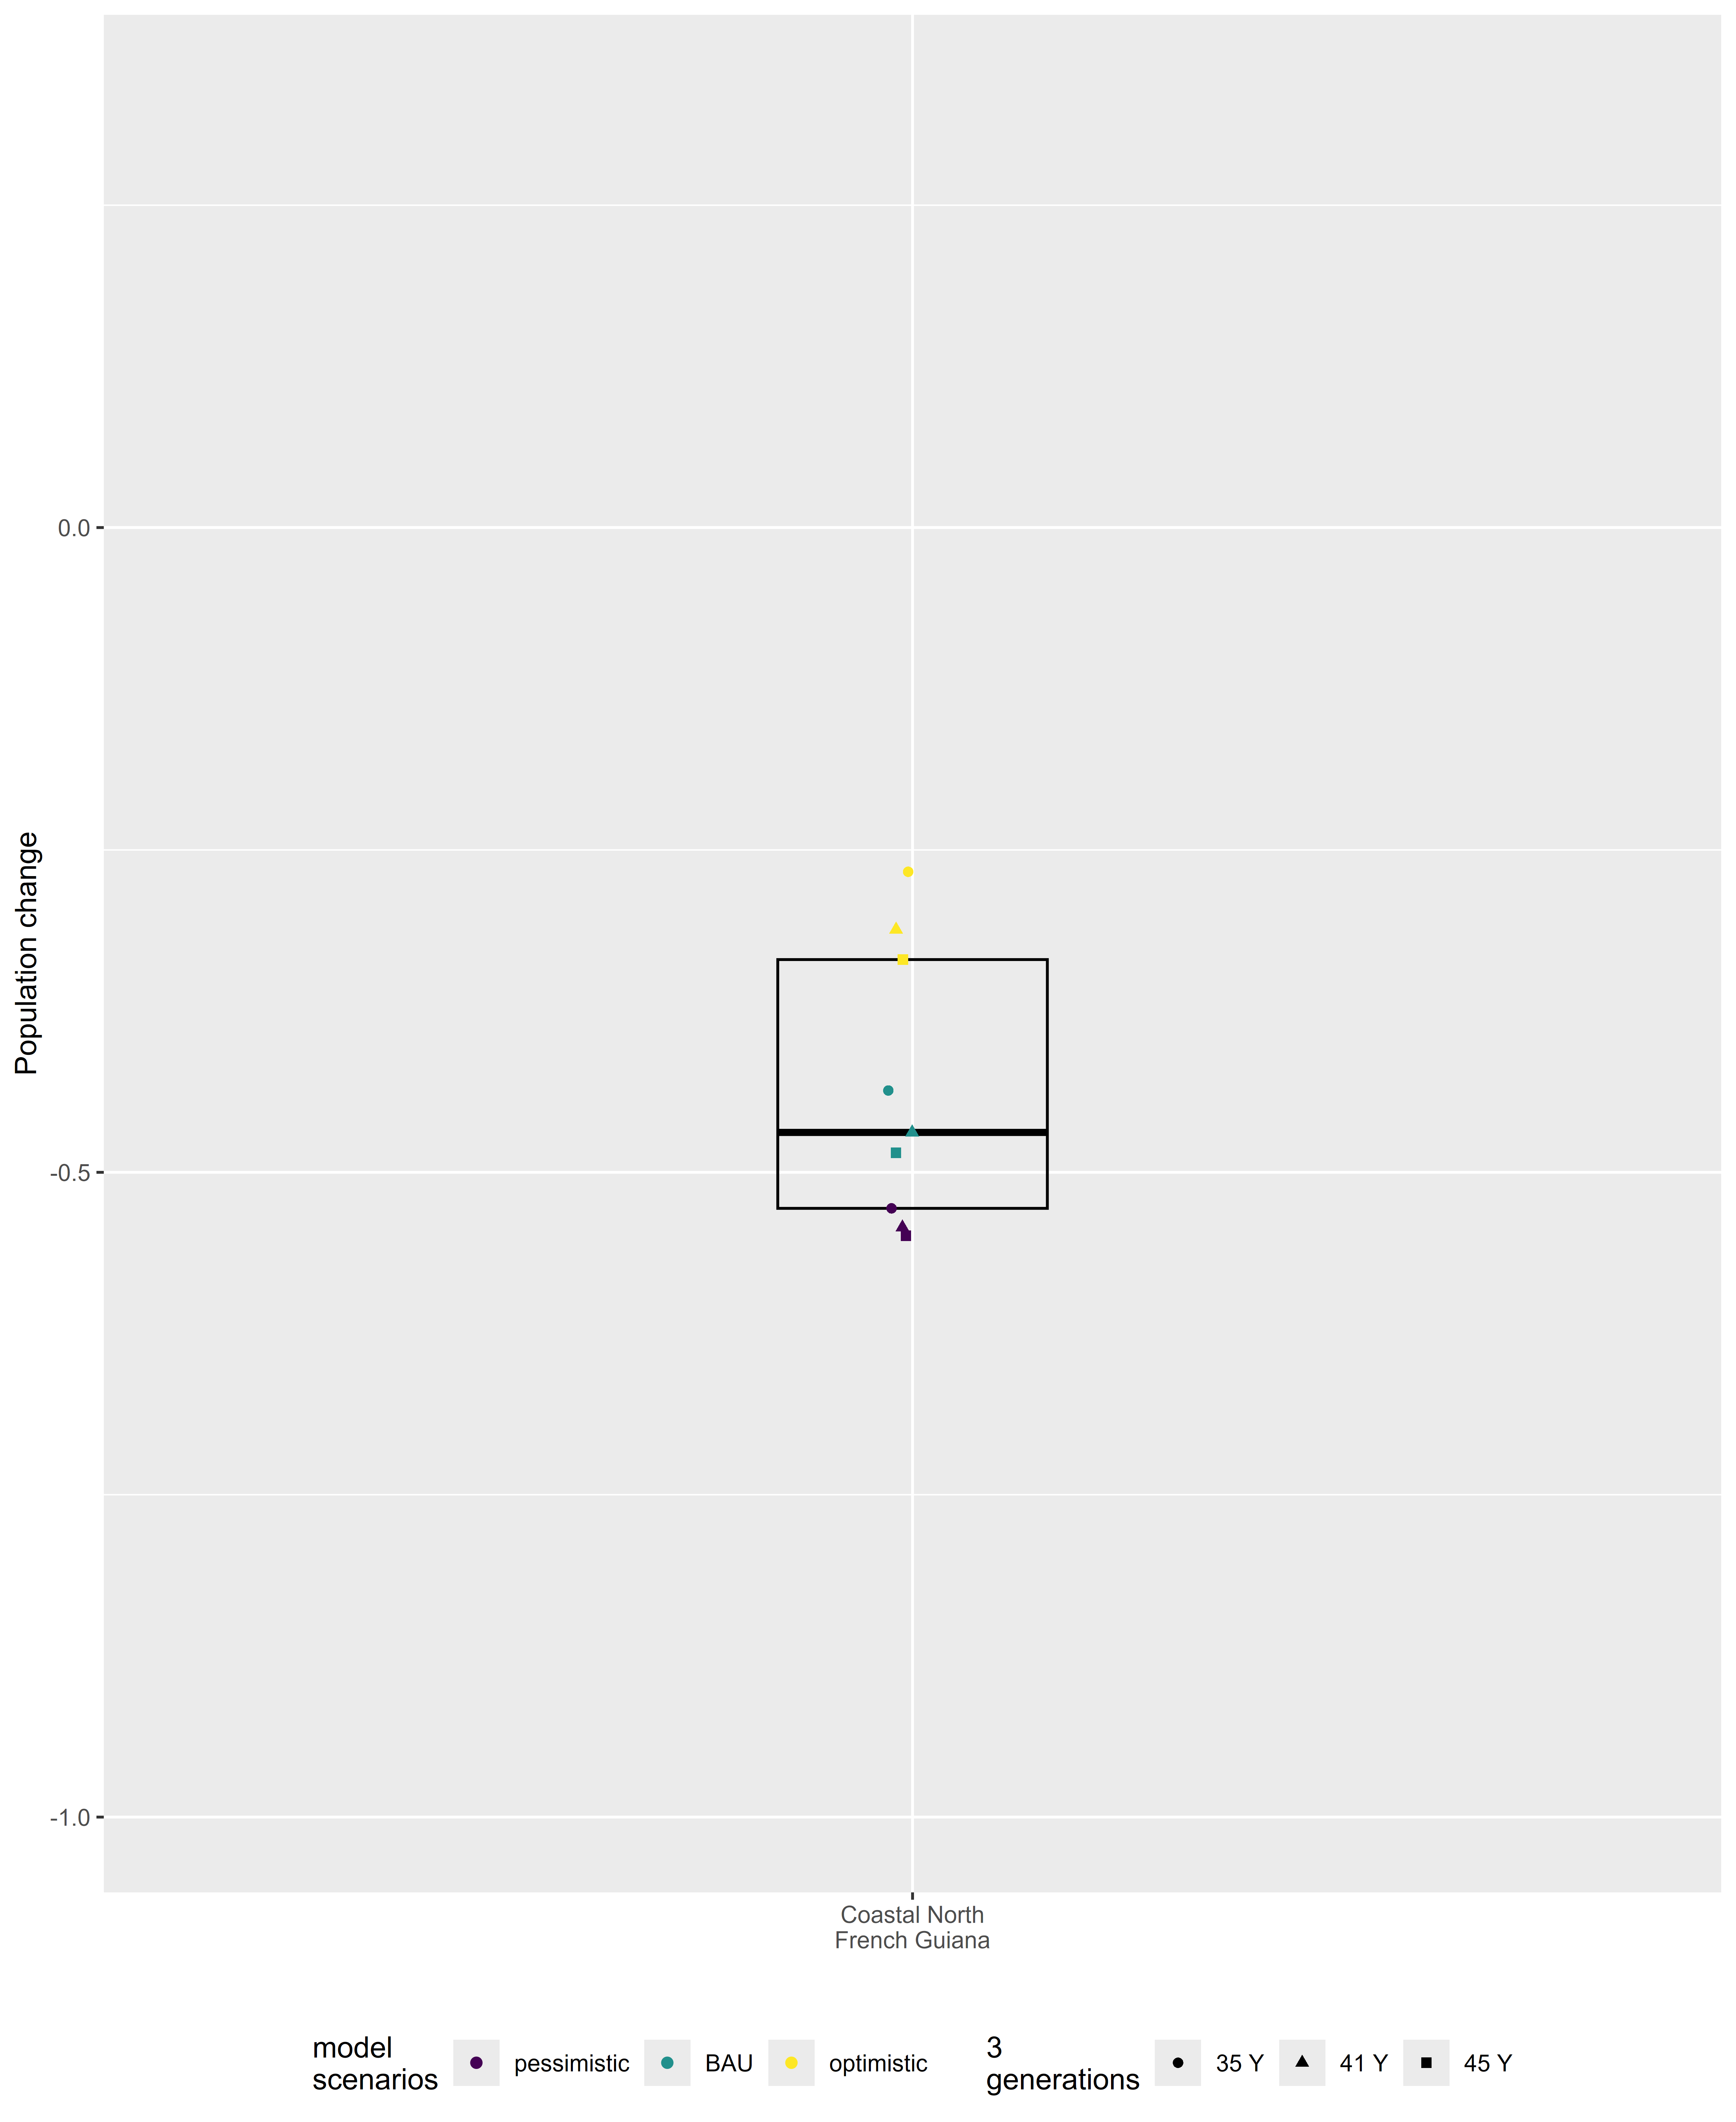 Population change
0.0
-0.5
-1.0
Coastal North
French Guiana
model
scenarios
pessimistic
BAU
optimistic
3
generations
35 Y
41 Y
45 Y